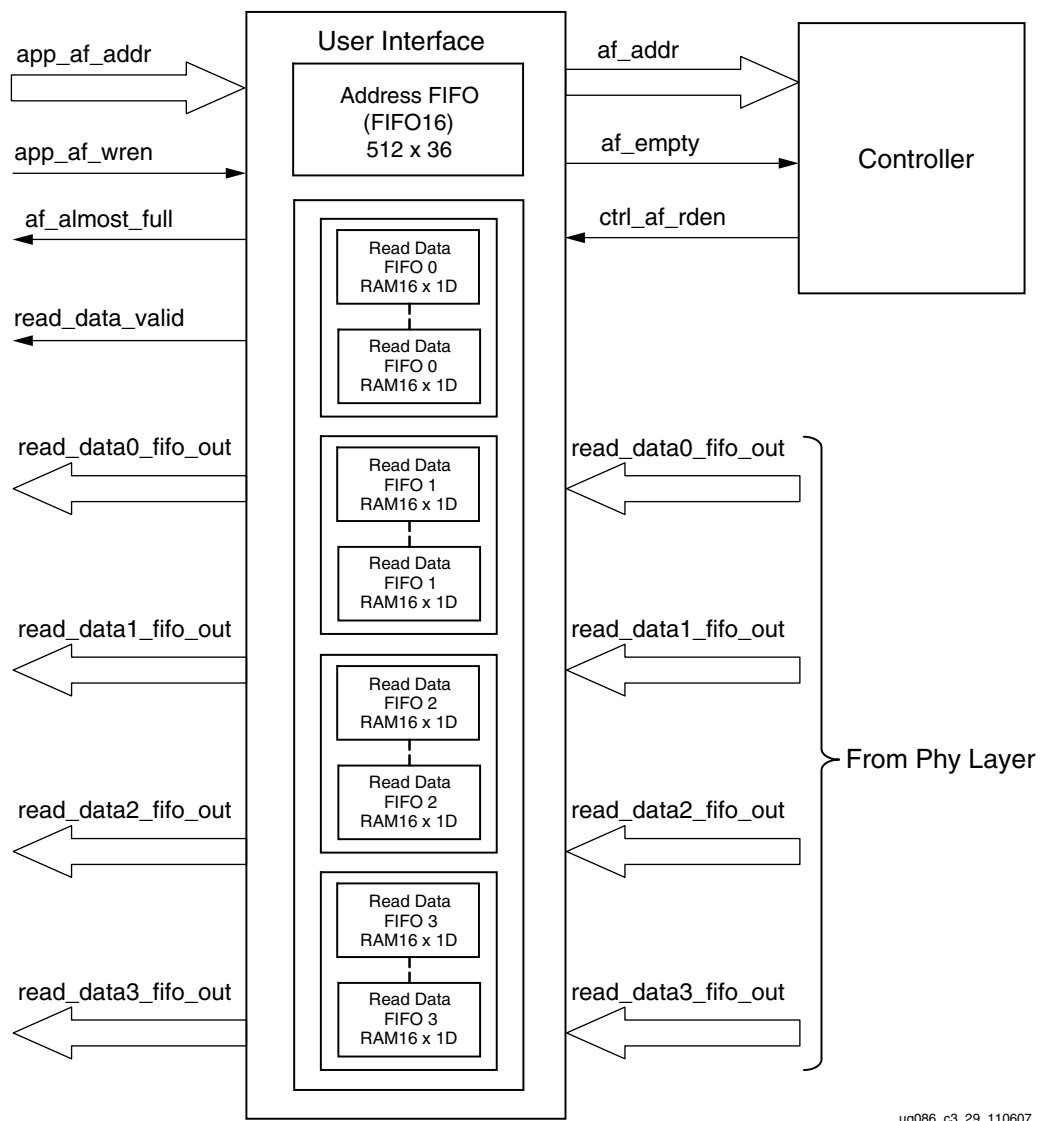 User Interface
app_af_addr
app_af_wren
af_almost_full
read_data_valid
read_data0_fifo_out
read_data1_fifo_out
read_data2_fifo_out
read_data3_fifo_out
Address FIFO
(FIFO16)
512 x 36
Read Data
FIFO 0
RAM16 x 1D
Read Data
FIFO 0
RAM16 x 1D
Read Data
FIFO 1
RAM16 x 1D
Read Data
FIFO 1
RAM16 x 1D
Read Data
FIFO 2
RAM16 x 1D
Read Data
FIFO 2
RAM16 x 1D
Read Data
FIFO 3
RAM16 x 1D
Read Data
FIFO 3
RAM16 x 1D
af_addr
af_empty
ctrl_af_rden
Controller
read_data0_fifo_out
read_data1_fifo_out
read_data2_fifo_out
read_data3_fifo_out
From Phy Layer
ug086_c3_29_110607